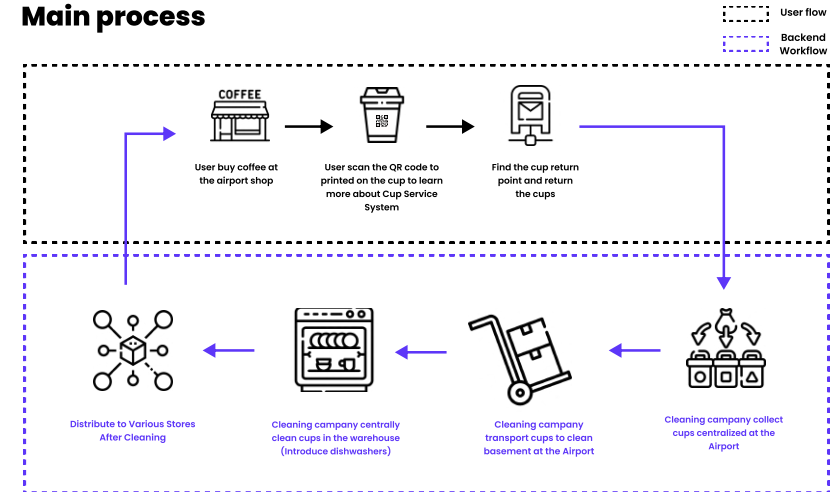 Main process
User flow
Backend
Workflow
COFFEE
User buy coffee at
the airport shop
User scan the QR code to
printed on the cup to learn
more about Cup Service
System
Find the cup return
point and return
the cups
Distribute to Various Stores
After Cleaning
Cleaning campany centrally
clean cups in the warehouse
(Introduce dishwashers)
Cleaning campany
transport cups to clean
basement at the Airport
Cleaning campany collect
cups centralized at the
Airport